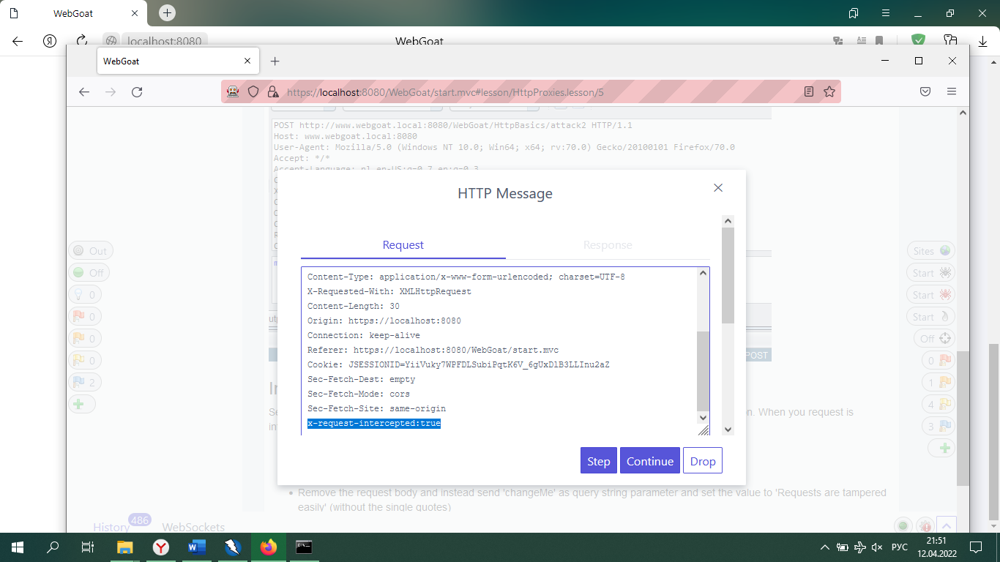 WebGoat
localhost:8080
WebGoat
WebGoat
https://localhost:8080/WebGoat/start.mvc#lesson/HttpProxies.lesson/5
POST http://www.webgoat.local:8080/WebGoat/HttpBasics/attack2 HTTP/1.1
Host: www.webgoat.local:8080
User-Agent: Mozilla/5.0 (Windows NT 10.0; Win64; x64; rv:70.0) Gecko/20100101 Firefox/70.0
Accept: */*
Accept-Language: nl,en-US;q=0.7,en;q=0.3
HTTP Message
Request
Response
Content-Type: application/x-www-form-urlencoded; charset=UTF-8
X-Requested-With: XMLHttpRequest
Content-Length: 30
Origin: https://localhost:8080
Connection: keep-alive
Referer: https://localhost:8080/WebGoat/start.mvc
Cookie: JSESSIONID=YiiVuky7WPFDLSubiPqtK6V_6gUxDlB3LLInu2aZ
Sec-Fetch-Dest: empty
Sec-Fetch-Mode: cors
Sec-Fetch-Site: same-origin
x-request-intercepted:true
Step
Continue
Drop
Out
Off
0
0
0
0
2
Sites
Start
Start
Start
Off
0
1
4
3
POST
n. When you request is
• Remove the request body and instead send 'changeMe' as query string parameter and set the value to 'Requests are tampered
easily' (without the single quotes)
History
486
WebSockets
РУС
21:51
12.04.2022